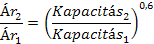 Ár₂/Ár₁ = (Kapacitás₂/Kapacitás₁)^0,6